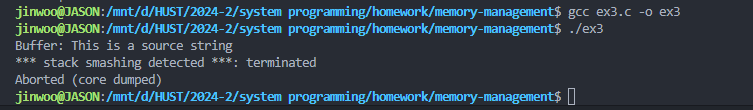 jinwoo@JASON:/mnt/d/HUST/2024-2/system programming/homework/memory-management$ gcc ex3.c -o ex3
jinwoo@JASON:/mnt/d/HUST/2024-2/system programming/homework/memory-management$ ./ex3
Buffer: This is a source string
*** stack smashing detected ***: terminated
Aborted (core dumped)
jinwoo@JASON:/mnt/d/HUST/2024-2/system programming/homework/memory-management$